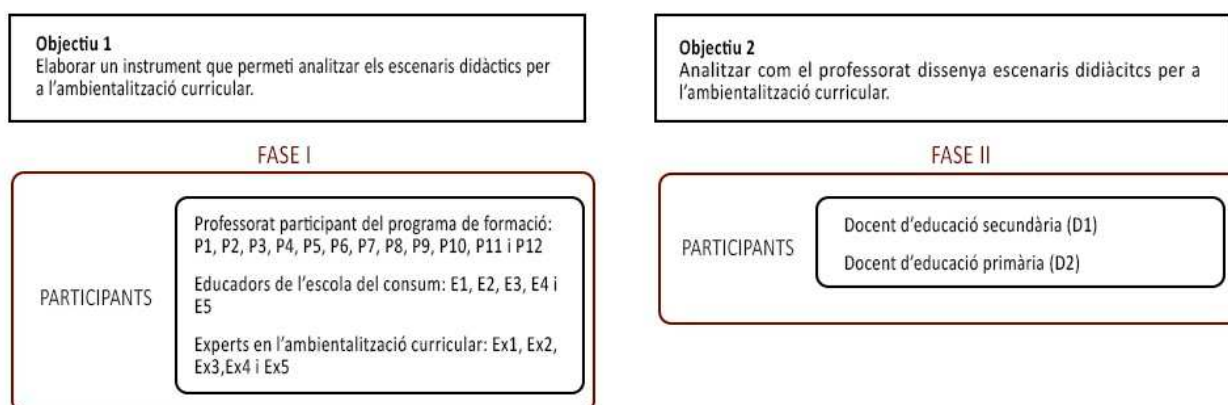 Objectiu 1
Elaborar un instrument que permeti analitzar els escenaris didàctics per
a l'ambientalització curricular.
FASE I
PARTICIPANTS
Professorat participant del programa de formació:
P1, P2, P3, P4, P5, P6, P7, P8, P9, P10, P11 i P12
Educadors de l'escola del consum: E1, E2, E3, E4 i
E5
Experts en l'ambientalització curricular: Ex1, Ex2,
Ex3,Ex4 i Ex5
Objectiu 2
Analitzar com el professorat dissenya escenaris didiàcitcs per a
l'ambientalització curricular.
FASE II
PARTICIPANTS
Docent d'educació secundària (D1)
Docent d'educació primària (D2)